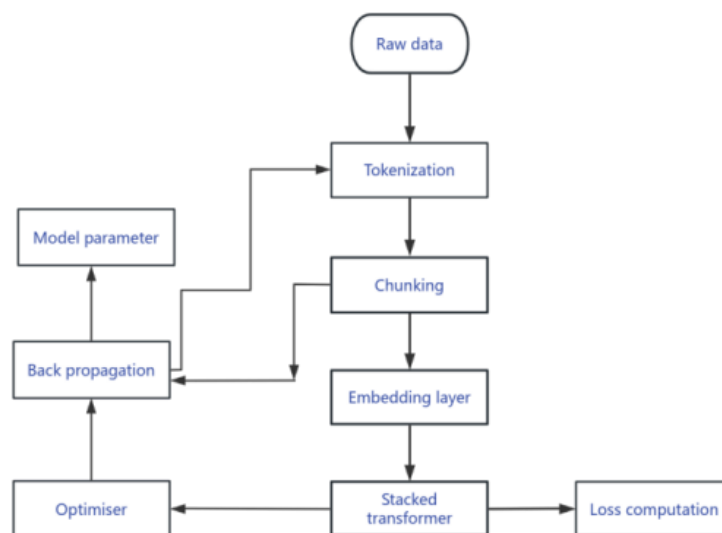 Raw data
Tokenization
Model parameter
Chunking
Back propagation
Embedding layer
Optimiser
Stacked
transformer
Loss computation